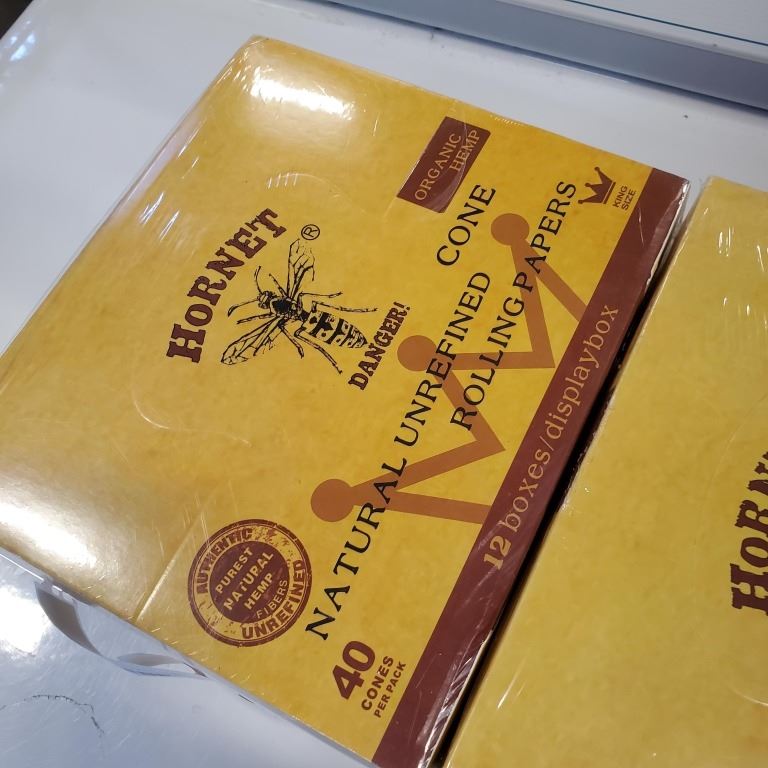 HORNET
®
DANGER!
ORGANIC
HEMP
KING
SIZE
CONE
NATURAL UNREFINED
ROLLING PAPERS
12 boxes/displaybox
AUTHENTIC
PUREST
NATURAL
HEMP
FIBERS
UNREFINED
40
CONES
PER PACK
HORN